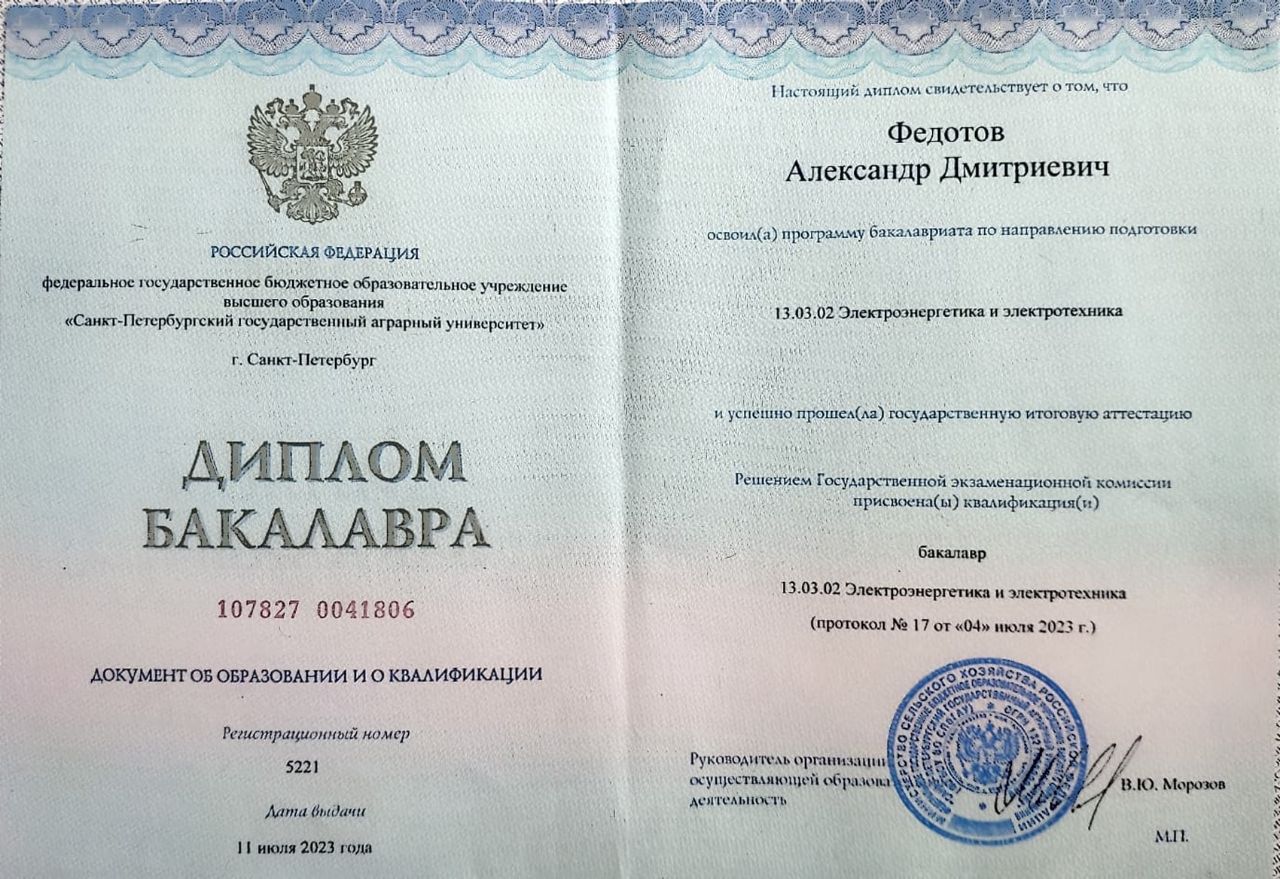 РОССИЙСКАЯ ФЕДЕРАЦИЯ
федеральное государственное бюджетное образовательное учреждение
высшего образования
«Санкт-Петербургский государственный аграрный университет»
г. Санкт-Петербург
ДИПЛОМ
БАКАЛАВРА
107827 0041806
ДОКУМЕНТ ОБ ОБРАЗОВАНИИ И О КВАЛИФИКАЦИИ
Регистрационный номер
5221
Дата выдачи
11 июля 2023 года
Настоящий диплом свидетельствует о том, что
Федотов
Александр Дмитриевич
освоил(а) программу бакалавриата по направлению подготовки
13.03.02 Электроэнергетика и электротехника
и успешно прошел(ла) государственную итоговую аттестацию
Решением Государственной экзаменационной комиссии
присвоена(ы) квалификация(и)
бакалавр
13.03.02 Электроэнергетика и электротехника
(протокол № 17 от «04» июля 2023 г.)
Руководитель организации
осуществляющей образова
деятельность
МИНИСТЕРСТВО СЕЛЬСКОГО ХОЗЯЙСТВА РОССИЙСКОЙ
В.Ю. Морозов
М.П.